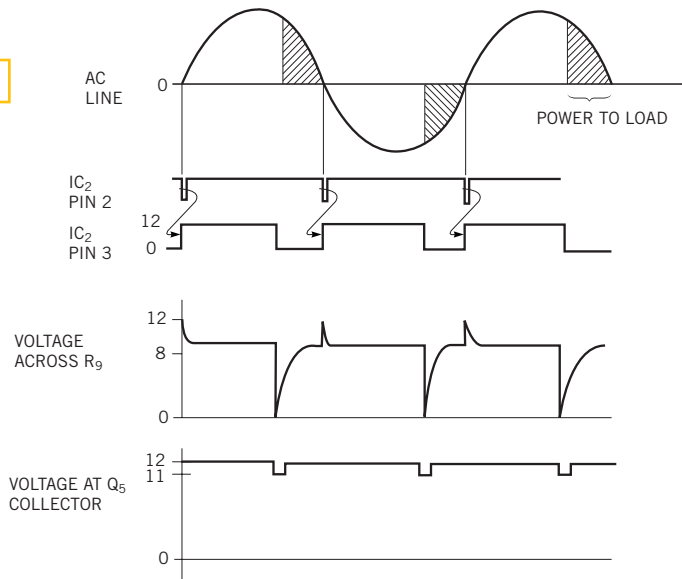 AC
LINE
0
POWER TO LOAD
IC2
PIN 2
IC2
PIN 3
12
0
VOLTAGE
ACROSS R9
12
8
0
VOLTAGE AT Q5
COLLECTOR
12
11
0